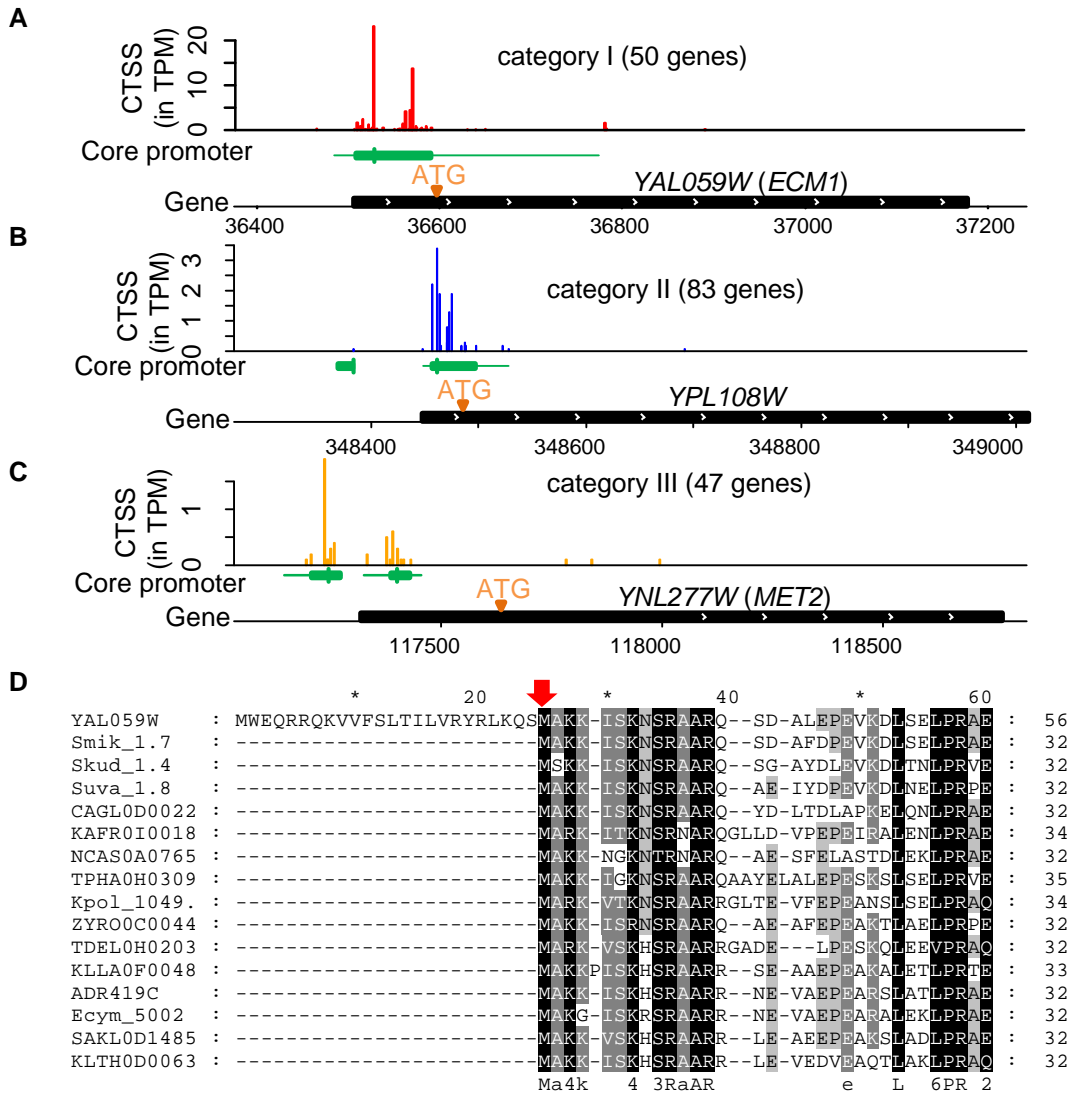 A
CTSS
(in TPM)
0 10 20
category I (50 genes)
Core promoter
ATG
YAL059W (ECM1)
Gene
36400 36600 36800 37000 37200
B
CTSS
(in TPM)
0 1 2 3
category II (83 genes)
Core promoter
ATG
YPL108W
Gene
348400 348600 348800 349000
C
CTSS
(in TPM)
0 1
category III (47 genes)
Core promoter
ATG
YNL277W (MET2)
Gene
117500 118000 118500
D
* 20 * 40 * 60
YAL059W : MWEQRRQKVVFSLTILVRYRLKQSMAKK-ISKNSRAARQ--SD-ALEPEVKDLSELPRAE : 56
Smik_1.7 : ------------------------MAKK-ISKNSRAARQ--SD-AFDPEVKDLSELPRAE : 32
Skud_1.4 : ------------------------MSKK-ISKNSRAARQ--SG-AYDLEVKDLTNLPRVE : 32
Suva_1.8 : ------------------------MAKK-ISKNSRAARQ--AE-IYDPEVKDLNELPRPE : 32
CAGL0D0022 : ------------------------MAKK-ISKNSRAARQ--YD-LTDLAPKELQNLPRAE : 32
KAFR0I0018 : ------------------------MARK-ITKNSRNARQGLLD-VPEPEIRALENLPRAE : 34
NCAS0A0765 : ------------------------MAKK-NGKNTRNARQ--AE-SFELASTDLEKLPRAE : 32
TPHA0H0309 : ------------------------MAKK-IGKNSRAARQAAYELALEPESKSLSELPRVE : 35
Kpol_1049. : ------------------------MARK-VTKNSRAARRGLTE-VFEPEANSLSELPRAQ : 34
ZYRO0C0044 : ------------------------MAKK-ISRNSRAARQ--AE-AFEPEAKTLAELPRPE : 32
TDEL0H0203 : ------------------------MARK-VSKHSRAARRGADE---LPESKQLEEVPRAQ : 32
KLLA0F0048 : ------------------------MAKKPISKHSRAARR--SE-AAEPEAKALETLPRTE : 33
ADR419C : ------------------------MAKK-ISKHSRAARR--NE-VAEPEARSLATLPRAE : 32
Ecym_5002 : ------------------------MAKG-ISKRSRAARR--NE-VAEPEARALEKLPRAE : 32
SAKL0D1485 : ------------------------MAKK-VSKHSRAARR--LE-AEEPEAKSLADLPRAE : 32
KLTH0D0063 : ------------------------MAKK-ISKHSRAARR--LE-VEDVEAQTLAKLPRAQ : 32
Ma4k 4 3RaAR e L 6PR 2